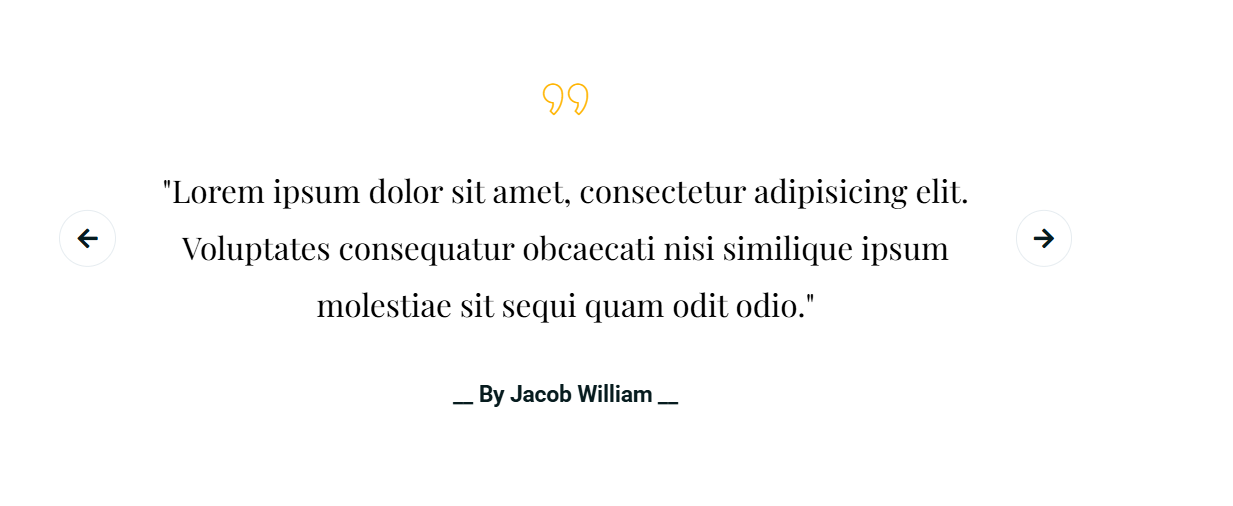 "Lorem ipsum dolor sit amet, consectetur adipisicing elit.
Voluptates consequatur obcaecati nisi similique ipsum
molestiae sit sequi quam odit odio."
__ By Jacob William __